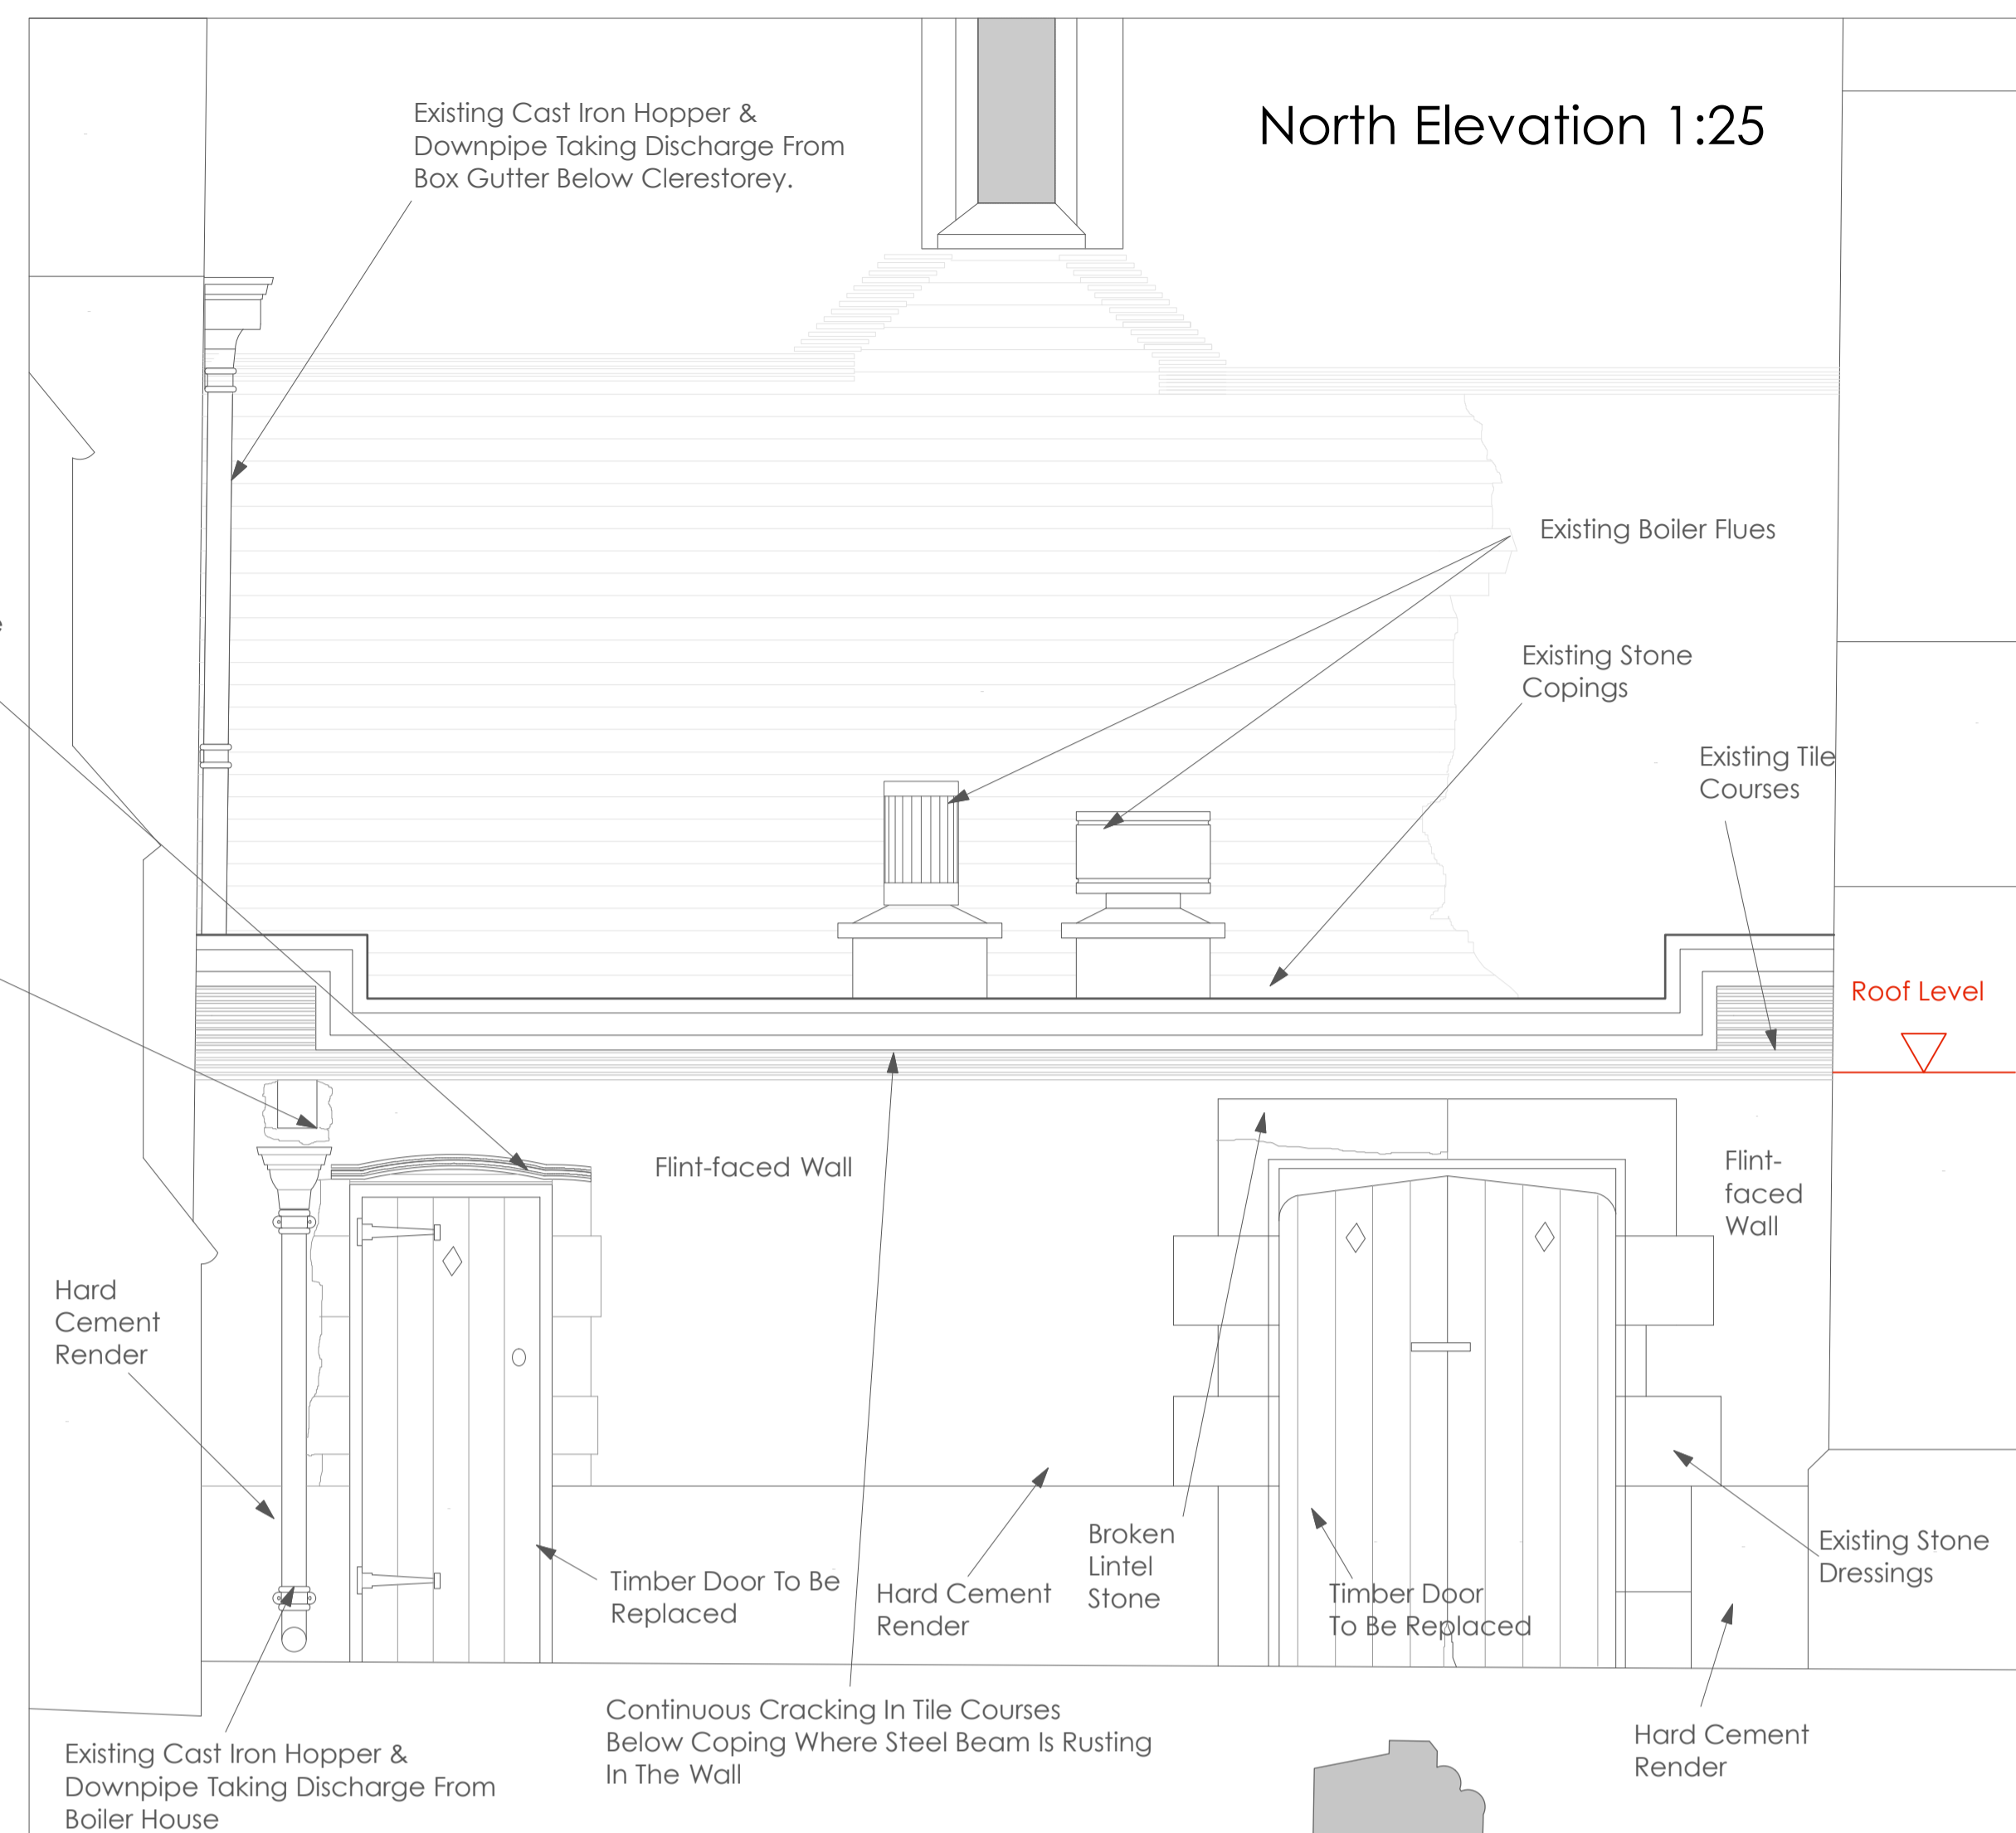 Existing Cast Iron Hopper &
Downpipe Taking Discharge From
Box Gutter Below Clerestorey.
North Elevation 1:25
Existing Boiler Flues
Existing Stone
Copings
Existing Tile
Courses
Roof Level
Flint-faced Wall
Flint-
faced
Wall
Hard
Cement
Render
Timber Door To Be
Replaced
Hard Cement
Render
Broken
Lintel
Stone
Timber Door
To Be Replaced
Existing Stone
Dressings
Continuous Cracking In Tile Courses
Below Coping Where Steel Beam Is Rusting
In The Wall
Hard Cement
Render
Existing Cast Iron Hopper &
Downpipe Taking Discharge From
Boiler House